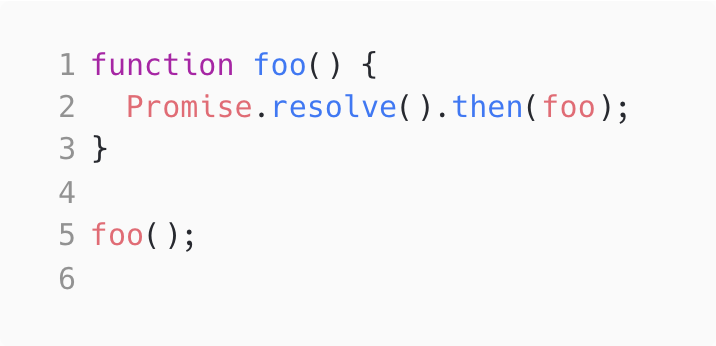 1 function foo() {
2   Promise.resolve().then(foo);
3 }
4
5 foo();
6